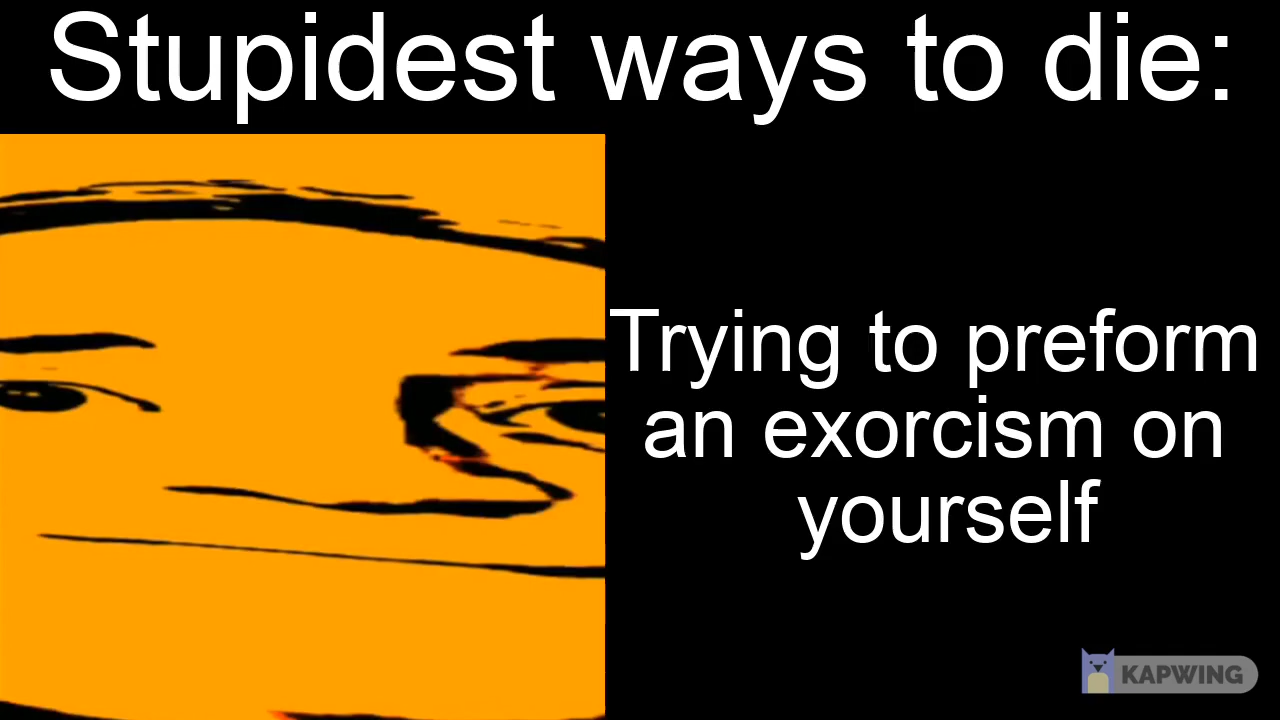 Stupidest ways to die:
Trying to preform
an exorcism on
yourself
KAPWING